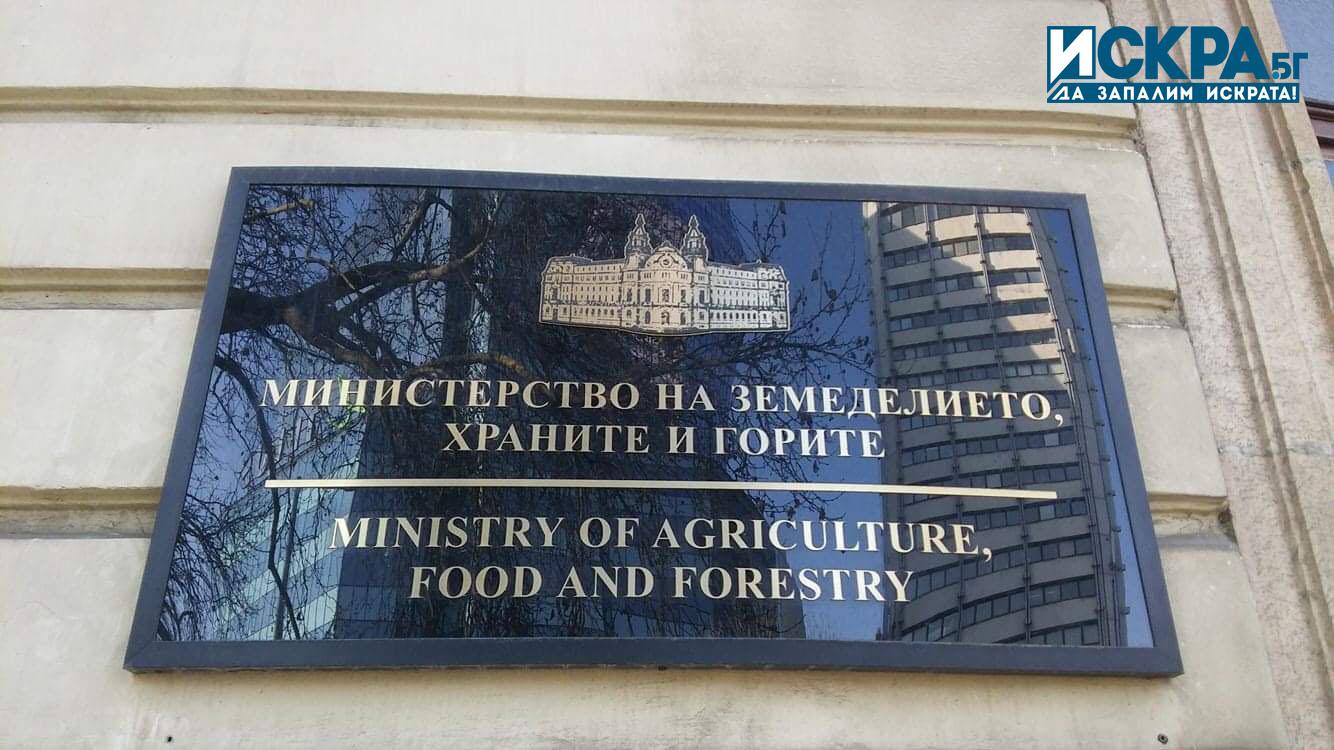 ИСКРА.БГ
ДА ЗАПАЛИМ ИСКРАТА!
МИНИСТЕРСТВО НА ЗЕМЕДЕЛИЕТО,
ХРАНИТЕ И ГОРИТЕ
MINISTRY OF AGRICULTURE,
FOOD AND FORESTRY